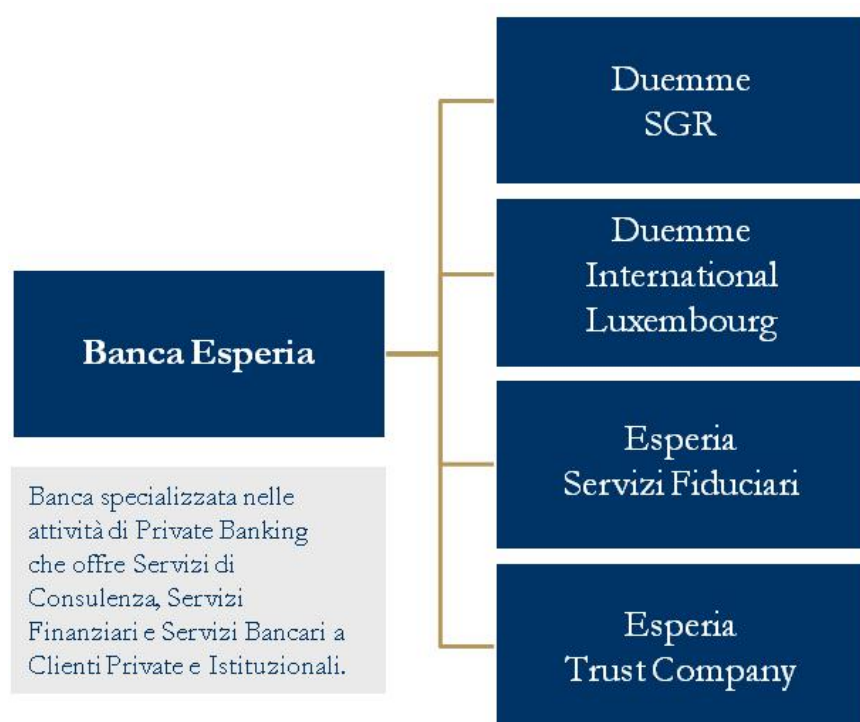 Duemme
SGR
Duemme
International
Luxembourg
Banca Esperia
Esperia
Servizi Fiduciari
Banca specializzata nelle
attività di Private Banking
che offre Servizi di
Consulenza, Servizi
Finanziari e Servizi Bancari a
Clienti Private e Istituzionali.
Esperia
Trust Company